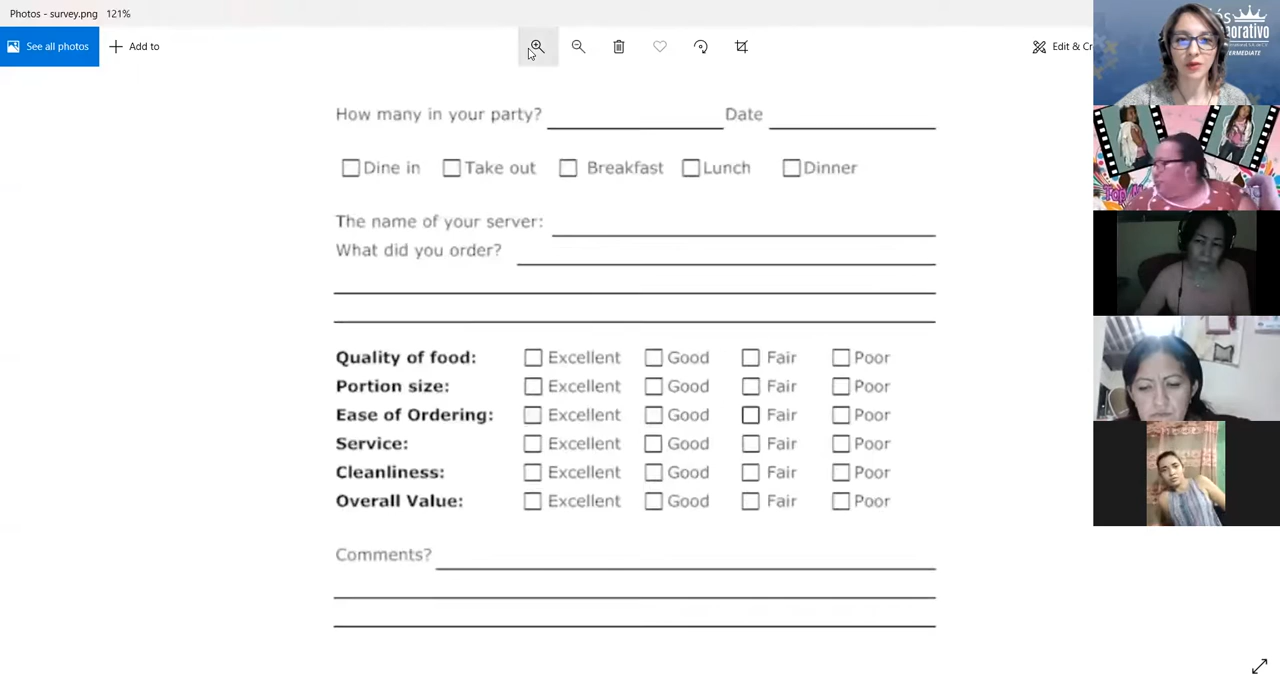 Photos - survey.png 121%
See all photos
Add to
Edit & Cr
How many in your party? Date
Dine in Take out Breakfast Lunch Dinner
The name of your server:
What did you order?
Quality of food: Excellent Good Fair Poor
Portion size: Excellent Good Fair Poor
Ease of Ordering: Excellent Good Fair Poor
Service: Excellent Good Fair Poor
Cleanliness: Excellent Good Fair Poor
Overall Value: Excellent Good Fair Poor
Comments?